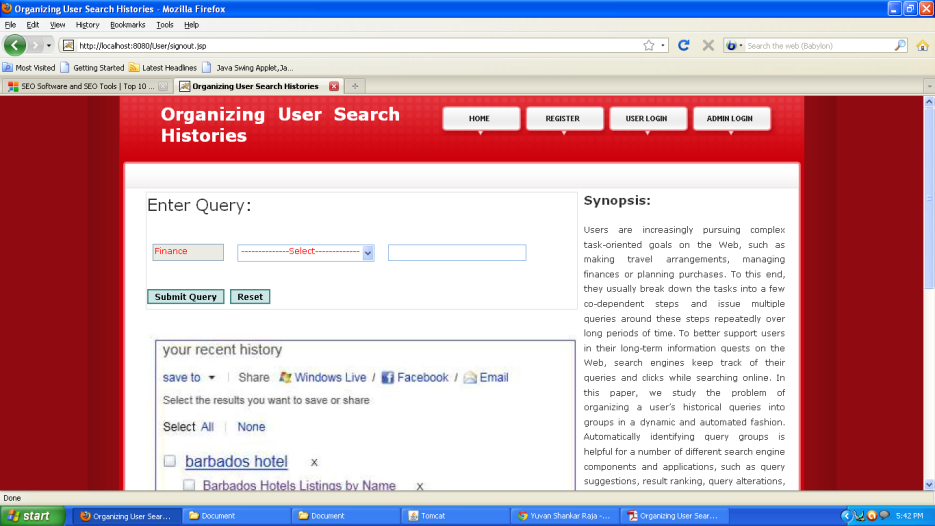 Organizing User Search Histories - Mozilla Firefox
File Edit View History Bookmarks Tools Help
http://localhost:8080/User/signout.jsp
Search the web (Babylon)
Most Visited Getting Started Latest Headlines Java Swing Applet,Ja...
SEO Software and SEO Tools | Top 10 ... Organizing User Search Histories
Organizing User Search
Histories
HOME REGISTER USER LOGIN ADMIN LOGIN
Enter Query:
Finance --------------Select-------------
Submit Query Reset
your recent history
save to Share Windows Live / Facebook / Email
Select the results you want to save or share
Select All None
barbados hotel x
Barbados Hotels Listings by Name x
Synopsis:
Users are increasingly pursuing complex
task-oriented goals on the Web, such as
making travel arrangements, managing
finances or planning purchases. To this end,
they usually break down the tasks into a few
co-dependent steps and issue multiple
queries around these steps repeatedly over
long periods of time. To better support users
in their long-term information quests on the
Web, search engines keep track of their
queries and clicks while searching online. In
this paper, we study the problem of
organizing a user's historical queries into
groups in a dynamic and automated fashion.
Automatically identifying query groups is
helpful for a number of different search engine
components and applications, such as query
suggestions, result ranking, query alterations,
Done
start Organizing User Sear... Document Document Tomcat Yuvan Shankar Raja -... Organizing User Sear... 5:42 PM